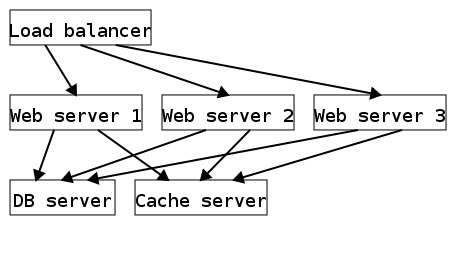 Load balancer
Web server 1
Web server 2
Web server 3
DB server
Cache server